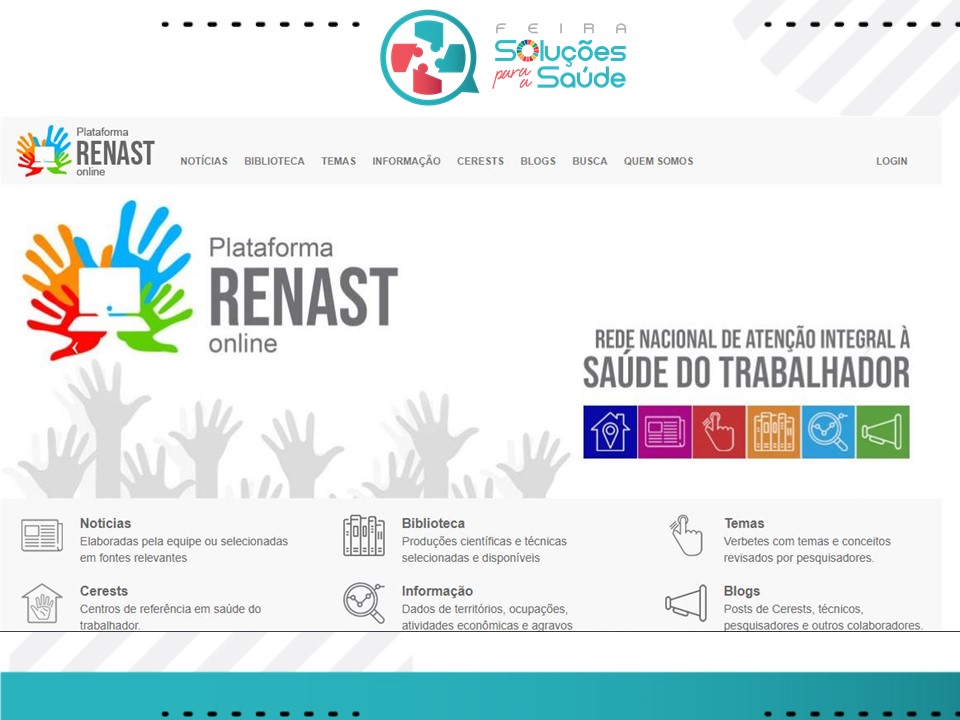 FEIRA
Soluções
para a
Saúde
Plataforma
RENAST
online
NOTÍCIAS BIBLIOTECA TEMAS INFORMAÇÃO CERESTS BLOGS BUSCA QUEM SOMOS LOGIN
Plataforma
RENAST
online
REDE NACIONAL DE ATENÇÃO INTEGRAL À
SAÚDE DO TRABALHADOR
Notícias
Elaboradas pela equipe ou selecionadas
em fontes relevantes
Biblioteca
Produções científicas e técnicas
selecionadas e disponíveis
Temas
Verbetes com temas e conceitos
revisados por pesquisadores.
Cerests
Centros de referência em saúde do
trabalhador.
Informação
Dados de territórios, ocupações,
atividades econômicas e agravos
Blogs
Posts de Cerests, técnicos,
pesquisadores e outros colaboradores.